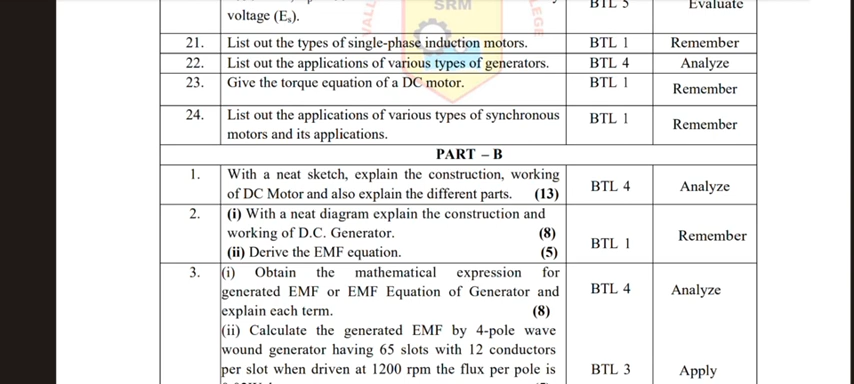 SRM
VALL
LEGE
voltage (Es).
BTL 5 Evaluate
21. List out the types of single-phase induction motors. BTL 1 Remember
22. List out the applications of various types of generators. BTL 4 Analyze
23. Give the torque equation of a DC motor. BTL 1 Remember
24. List out the applications of various types of synchronous
motors and its applications. BTL 1 Remember
PART – B
1. With a neat sketch, explain the construction, working
of DC Motor and also explain the different parts. (13) BTL 4 Analyze
2. (i) With a neat diagram explain the construction and
working of D.C. Generator. (8)
(ii) Derive the EMF equation. (5) BTL 1 Remember
3. (i) Obtain the mathematical expression for
generated EMF or EMF Equation of Generator and
explain each term. (8) BTL 4 Analyze
(ii) Calculate the generated EMF by 4-pole wave
wound generator having 65 slots with 12 conductors
per slot when driven at 1200 rpm the flux per pole is BTL 3 Apply